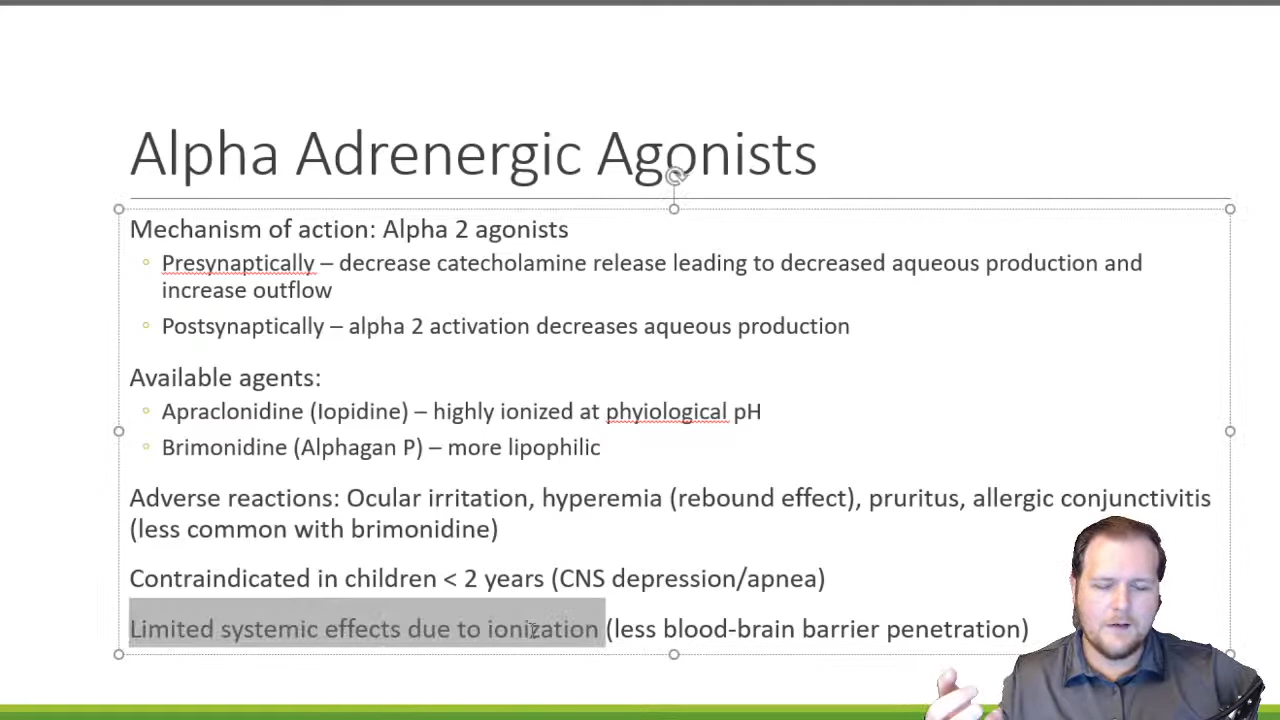 Alpha Adrenergic Agonists
Mechanism of action: Alpha 2 agonists
Presynaptically – decrease catecholamine release leading to decreased aqueous production and
increase outflow
Postsynaptically – alpha 2 activation decreases aqueous production
Available agents:
Apraclonidine (Iopidine) – highly ionized at phyiological pH
Brimonidine (Alphagan P) – more lipophilic
Adverse reactions: Ocular irritation, hyperemia (rebound effect), pruritus, allergic conjunctivitis
(less common with brimonidine)
Contraindicated in children < 2 years (CNS depression/apnea)
Limited systemic effects due to ionization (less blood-brain barrier penetration)